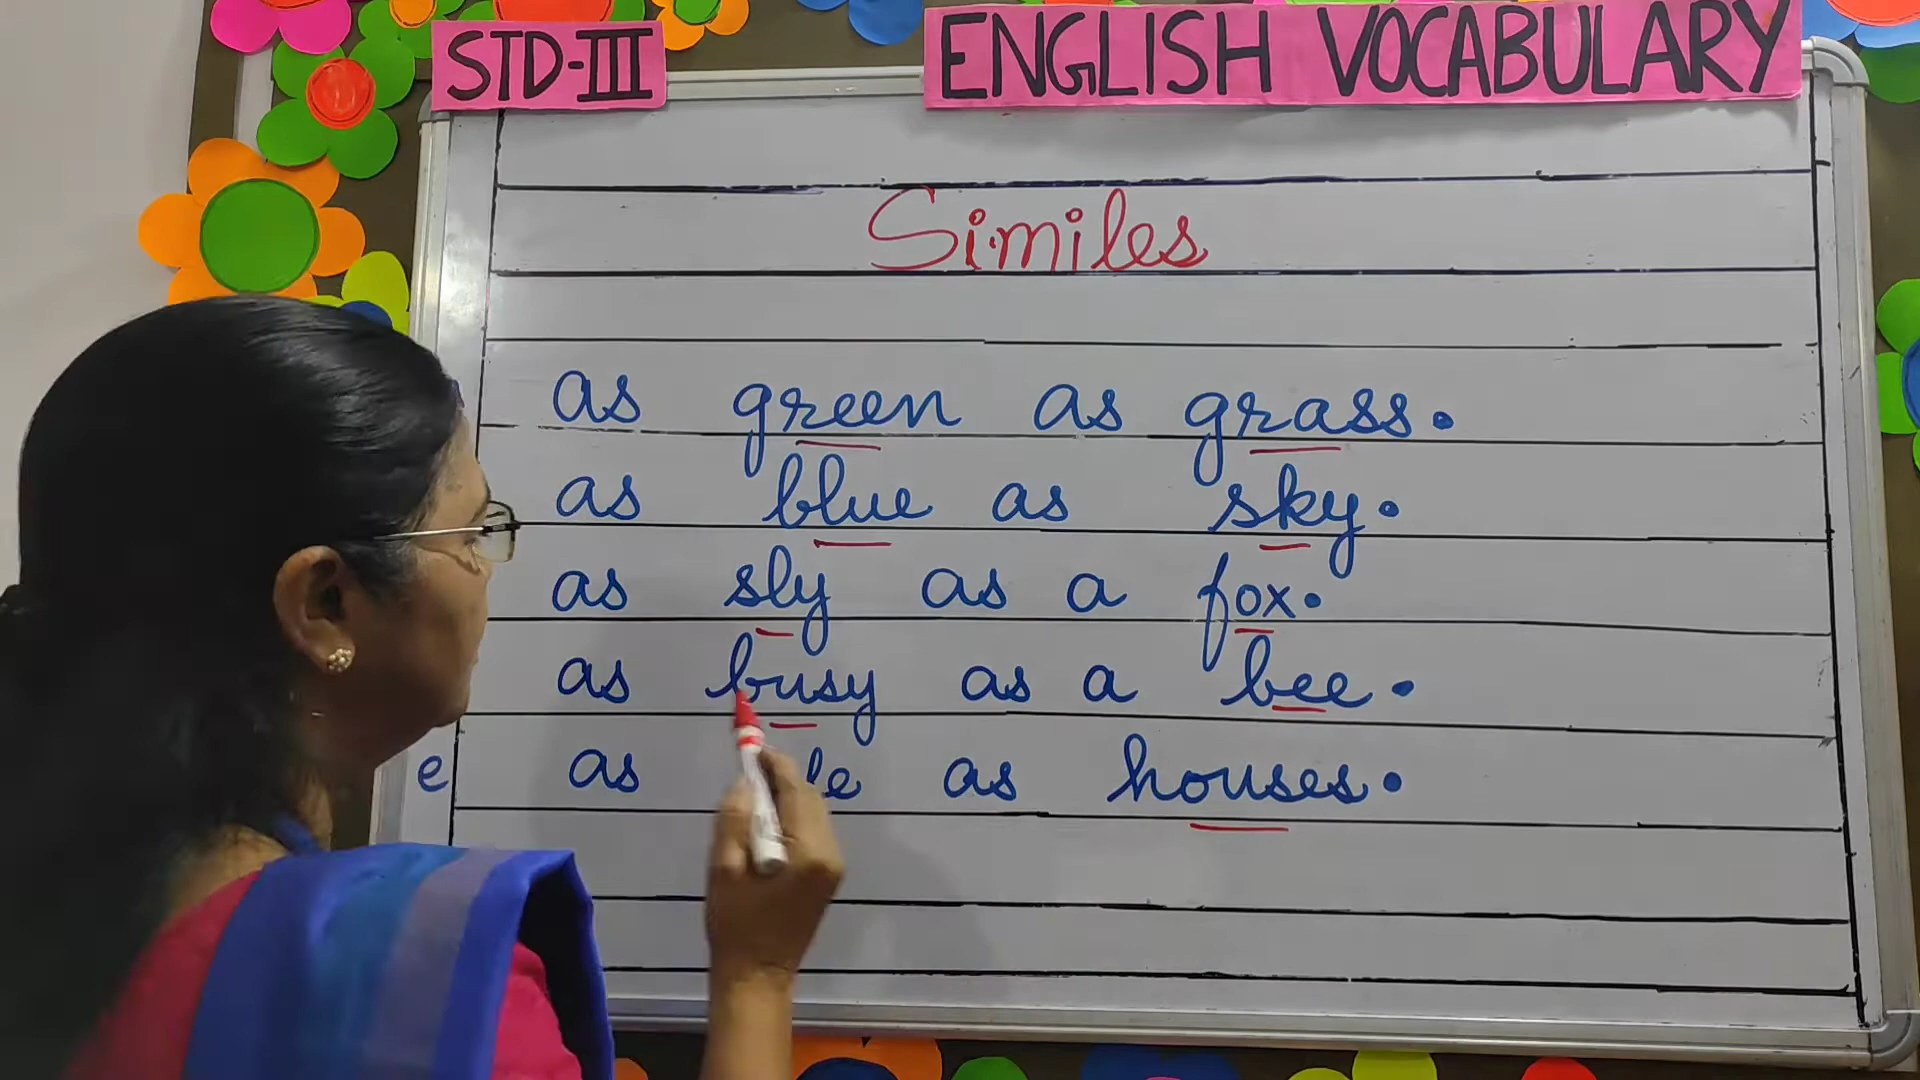 STD-III
ENGLISH VOCABULARY
Similes
as green as grass.
as blue as sky.
as sly as a fox.
as busy as a bee.
e as as houses.